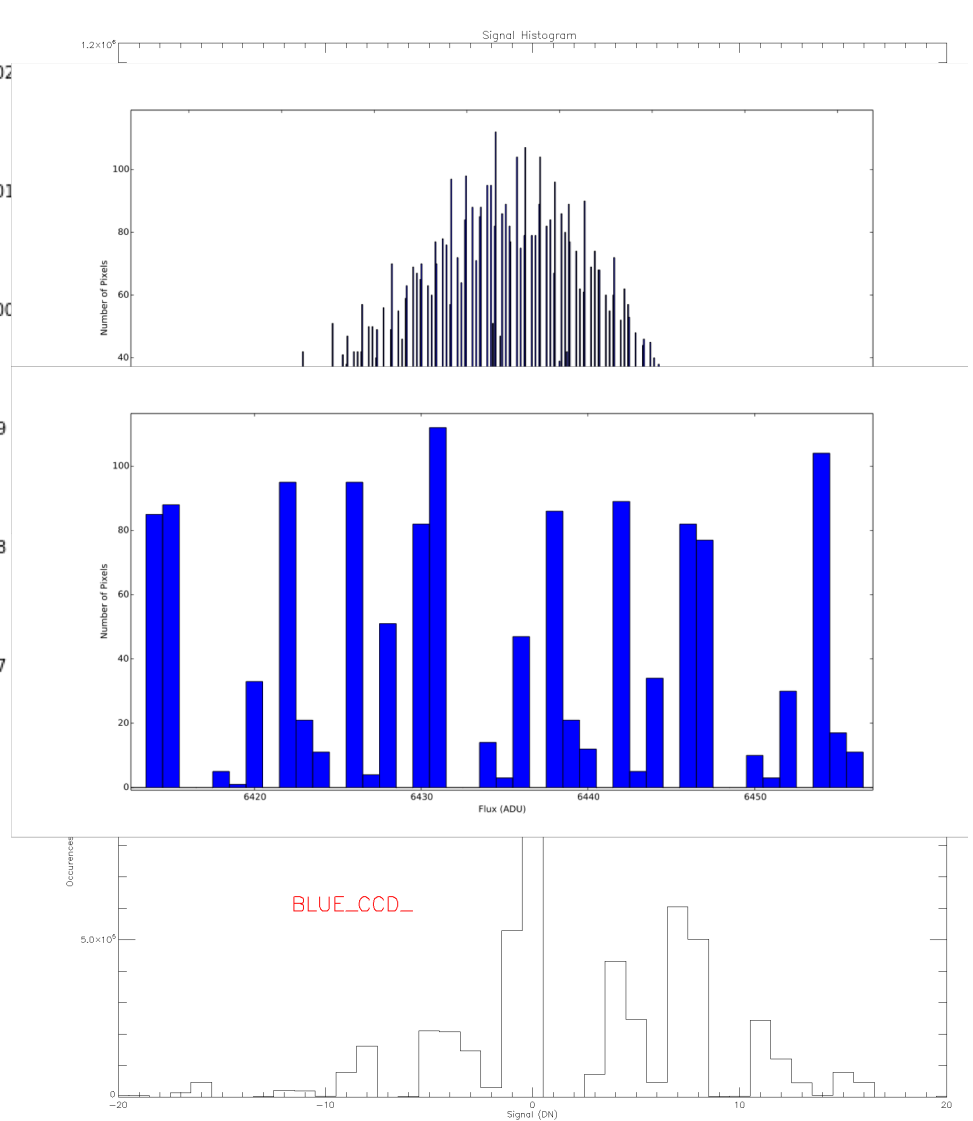 Signal Histogram
1.2×10⁶
02
100
01
80
Number of Pixels
60
00
40
100
9
80
Number of Pixels
60
8
40
7
20
0
6420 6430 6440 6450
Flux (ADU)
Occurences
BLUE_CCD_
5.0×10⁵
0
-20 -10 0 10 20
Signal (DN)